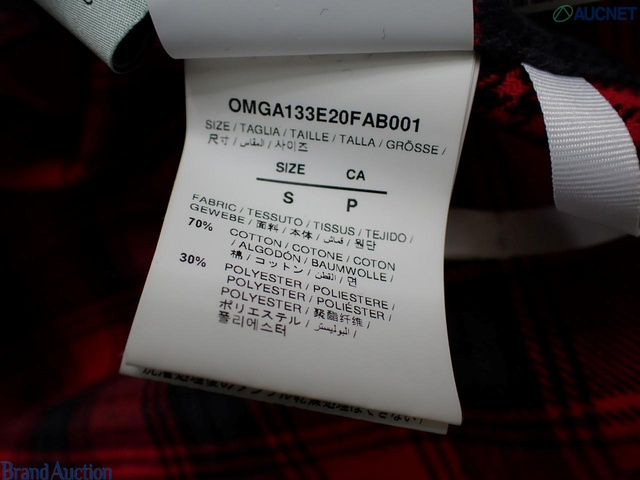 AUCNET
OMGA133E20FAB001
SIZE / TAGLIA / TAILLE / TALLA / GRÖSSE /
尺寸 / المقاس / 사이즈
SIZE CA
S P
FABRIC / TESSUTO / TISSUS / TEJIDO /
GEWEBE / 面料 / 本体 / قماش / 원단
70% COTTON / COTONE / COTON
/ ALGODÓN / BAUMWOLLE /
棉 / コットン / القطن / 면
30% POLYESTER / POLIESTERE /
POLYESTER / POLIÉSTER /
POLYESTER / 聚酯纤维 /
ポリエステル / البوليستر /
폴리에스터
Brand Auction